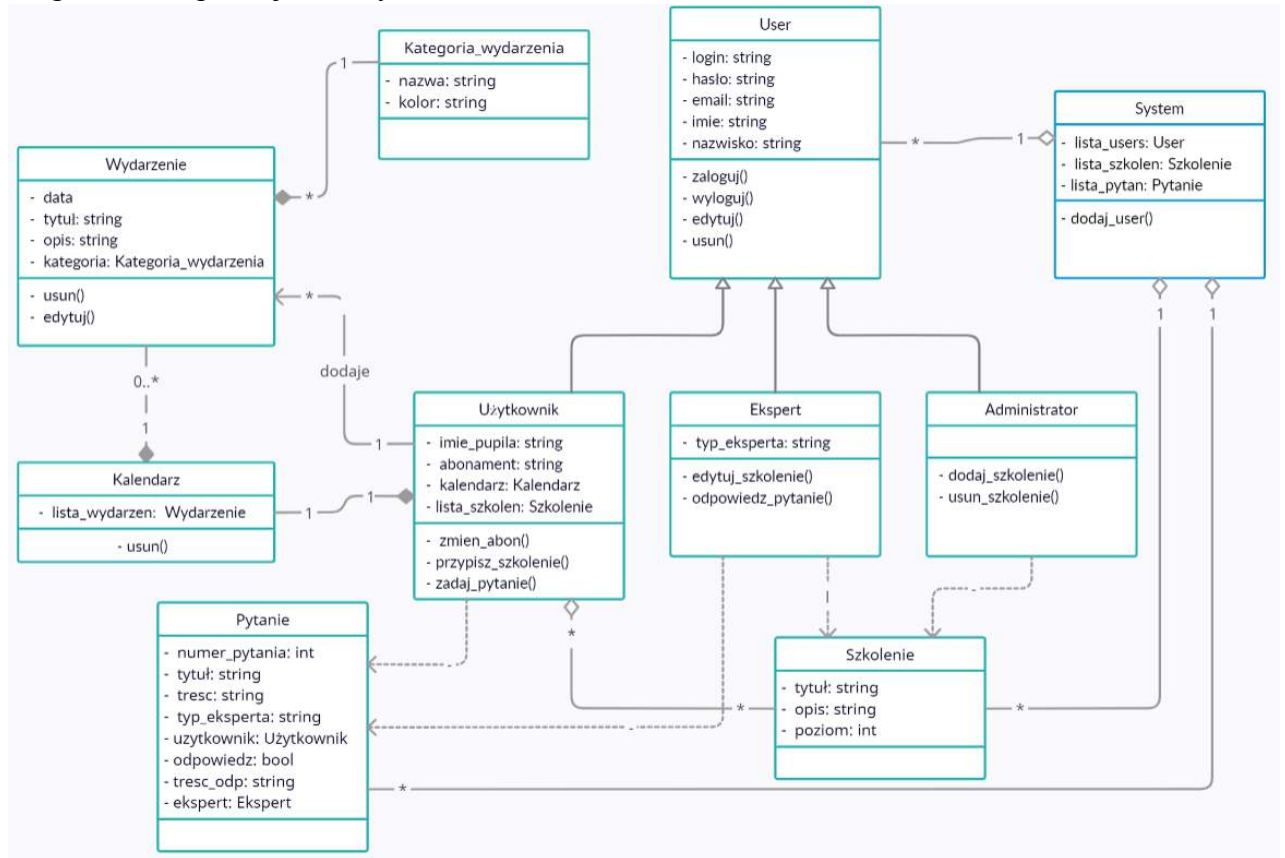 User
- login: string
- hasło: string
- email: string
- imie: string
- nazwisko: string
- zaloguj()
- wyloguj()
- edytuj()
- usun()
Kategoria_wydarzenia
- nazwa: string
- kolor: string
1
*
System
- lista_users: User
- lista_szkolen: Szkolenie
- lista_pytan: Pytanie
- dodaj_user()
*
1
1
1
Wydarzenie
- data
- tytuł: string
- opis: string
- kategoria: Kategoria_wydarzenia
- usun()
- edytuj()
*
dodaje
1
0..*
1
Kalendarz
- lista_wydarzen: Wydarzenie
- usun()
1
1
Użytkownik
- imie_pupila: string
- abonament: string
- kalendarz: Kalendarz
- lista_szkolen: Szkolenie
- zmien_abon()
- przypisz_szkolenie()
- zadaj_pytanie()
Ekspert
- typ_eksperta: string
- edytuj_szkolenie()
- odpowiedz_pytanie()
Administrator
- dodaj_szkolenie()
- usun_szkolenie()
*
*
Pytanie
- numer_pytania: int
- tytuł: string
- tresc: string
- typ_eksperta: string
- uzytkownik: Użytkownik
- odpowiedz: bool
- tresc_odp: string
- ekspert: Ekspert
*
Szkolenie
- tytuł: string
- opis: string
- poziom: int
*